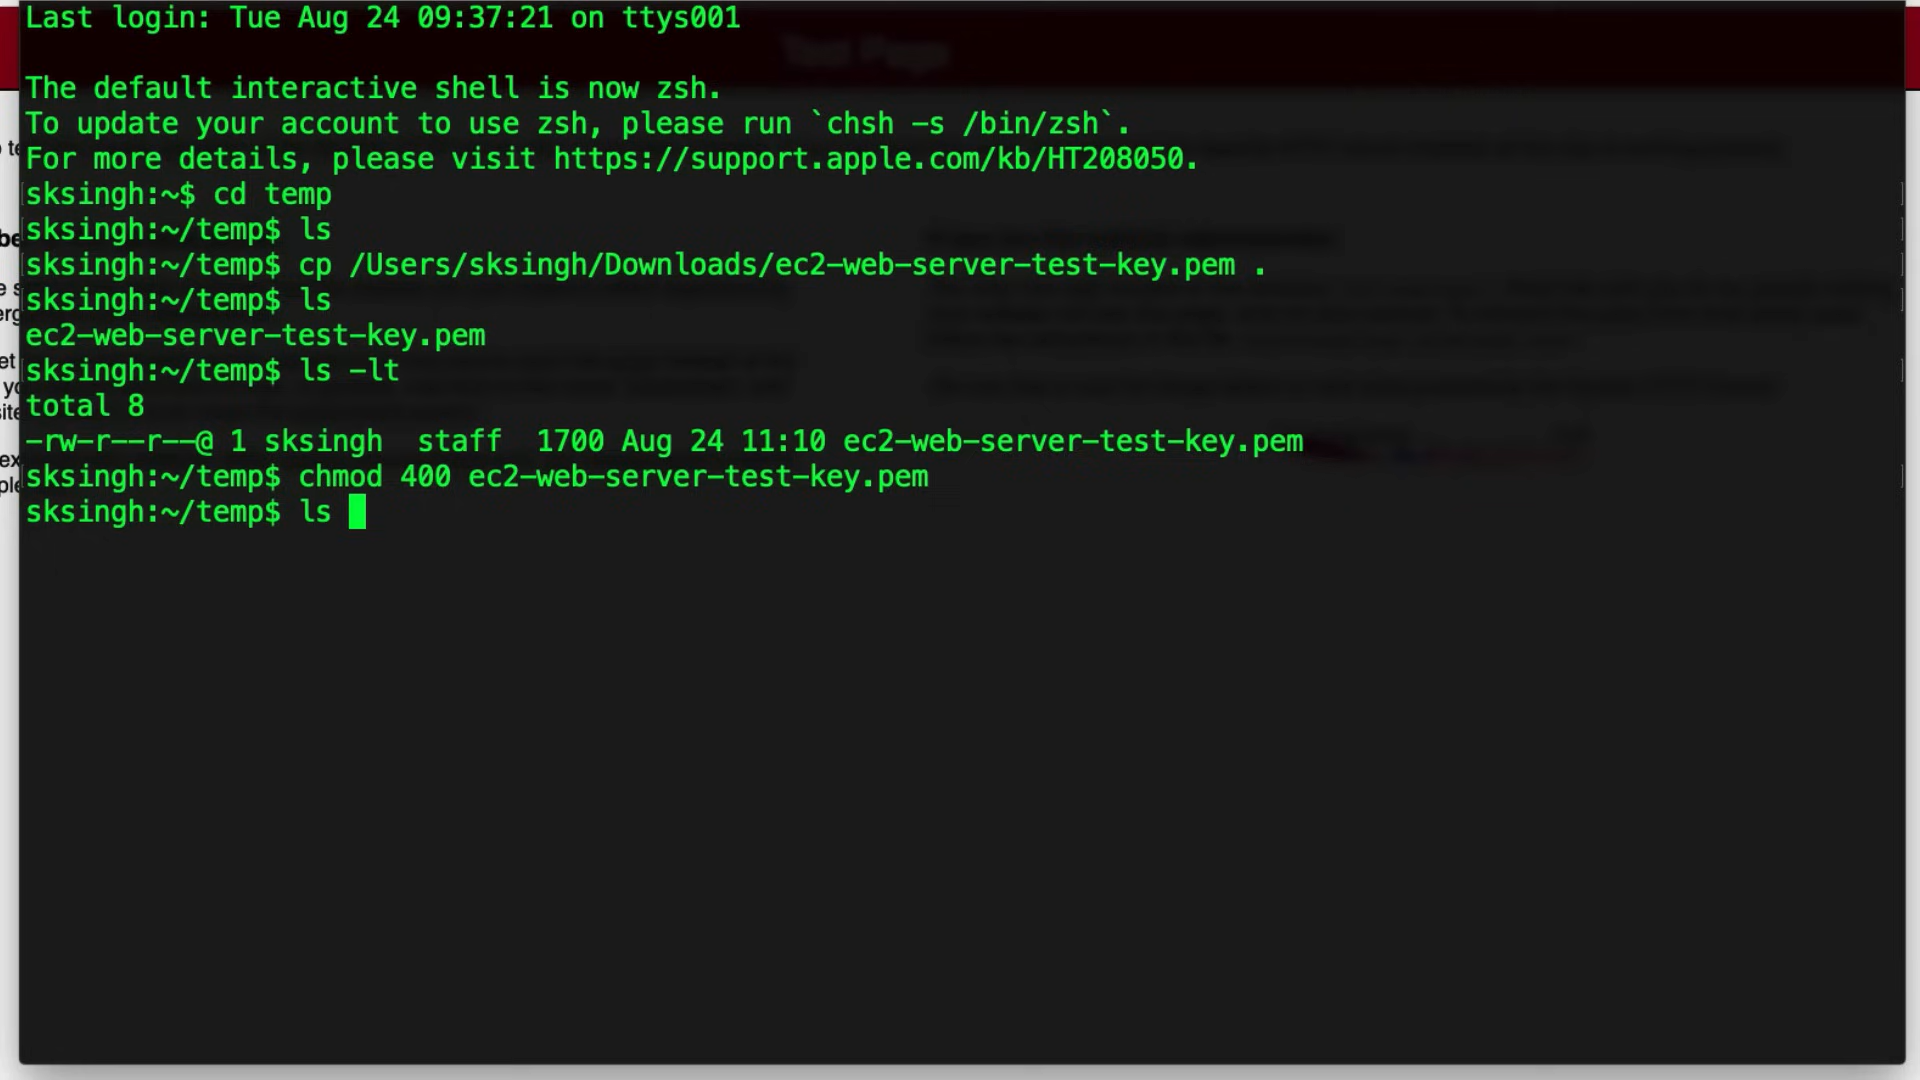 Last login: Tue Aug 24 09:37:21 on ttys001
Test Page
The default interactive shell is now zsh.
To update your account to use zsh, please run `chsh -s /bin/zsh`.
For more details, please visit https://support.apple.com/kb/HT208050.
sksingh:~$ cd temp
sksingh:~/temp$ ls
sksingh:~/temp$ cp /Users/sksingh/Downloads/ec2-web-server-test-key.pem .
sksingh:~/temp$ ls
ec2-web-server-test-key.pem
sksingh:~/temp$ ls -lt
total 8
-rw-r--r--@ 1 sksingh  staff  1700 Aug 24 11:10 ec2-web-server-test-key.pem
sksingh:~/temp$ chmod 400 ec2-web-server-test-key.pem
sksingh:~/temp$ ls